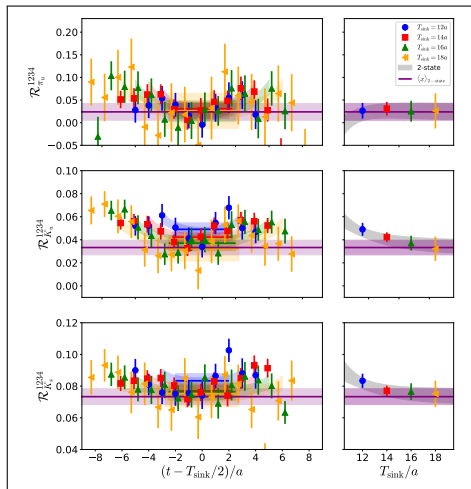 0.20
0.15
0.10
0.05
0.00
−0.05
R^{1234}_{π_u}
T_sink=12a
T_sink=14a
T_sink=16a
T_sink=18a
2-state
⟨x⟩_{2−state}
0.10
0.08
0.06
0.04
0.02
0.00
R^{1234}_{K_u}
0.12
0.10
0.08
0.06
0.04
R^{1234}_{K_s}
−8 −6 −4 −2 0 2 4 6 8
12 14 16 18
(t − T_sink/2)/a
T_sink/a